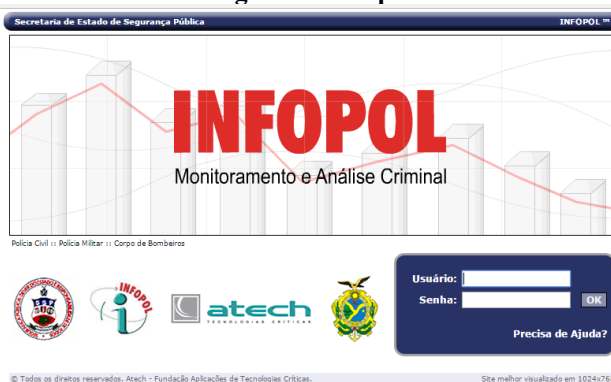 Secretaria de Estado de Segurança Pública INFOPOL ™
INFOPOL
Monitoramento e Análise Criminal
Polícia Civil :: Polícia Militar :: Corpo de Bombeiros
INFOPOL
atech
TECNOLOGIAS CRÍTICAS
Usuário:
Senha: OK
Precisa de Ajuda?
© Todos os direitos reservados. Atech - Fundação Aplicações de Tecnologias Críticas. Site melhor visualizado em 1024x76